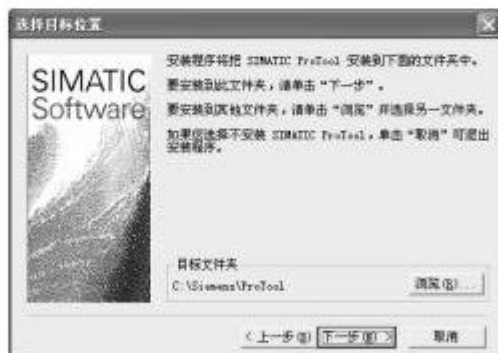 选择目标位置
SIMATIC
Software
安装程序将把 SIMATIC ProTool 安装到下面的文件夹中。
要安装到此文件夹，请单击“下一步”。
要安装到其他文件夹，请单击“浏览”并选择另一文件夹。
如果您选择不安装 SIMATIC ProTool，单击“取消”可退出
安装程序。
目标文件夹
C:\Siemens\ProTool
浏览(R)...
<上一步(B)
下一步(N)>
取消